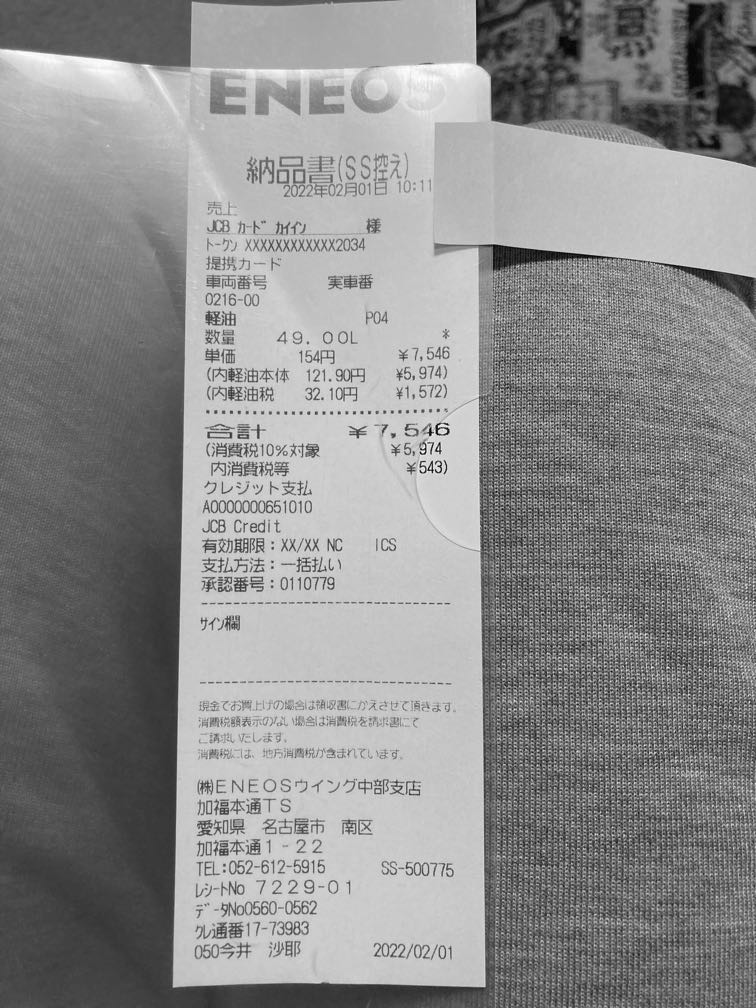 ENEOS
納品書(SS控え)
2022年02月01日 10:11
売上
JCB カード カイイン 様
トークン XXXXXXXXXXXX2034
提携カード
車両番号 実車番
0216-00
軽油 P04
数量 49.00L *
単価 154円 ¥7,546
(内軽油本体 121.90円 ¥5,974)
(内軽油税 32.10円 ¥1,572)
合計 ¥7,546
(消費税10%対象 ¥5,974
内消費税等 ¥543)
クレジット支払
A0000000651010
JCB Credit
有効期限:XX/XX NC ICS
支払方法:一括払い
承認番号:0110779
サイン欄
現金でお買上げの場合は領収書にかえさせて頂きます。
消費税額表示のない場合は消費税を請求書にて
ご請求いたします。
消費税には、地方消費税が含まれています。
(株)ENEOSウイング中部支店
加福本通TS
愛知県 名古屋市 南区
加福本通1-22
TEL:052-612-5915 SS-500775
レシートNo 7229-01
データNo0560-0562
クレ通番17-73983
050今井 沙耶 2022/02/01